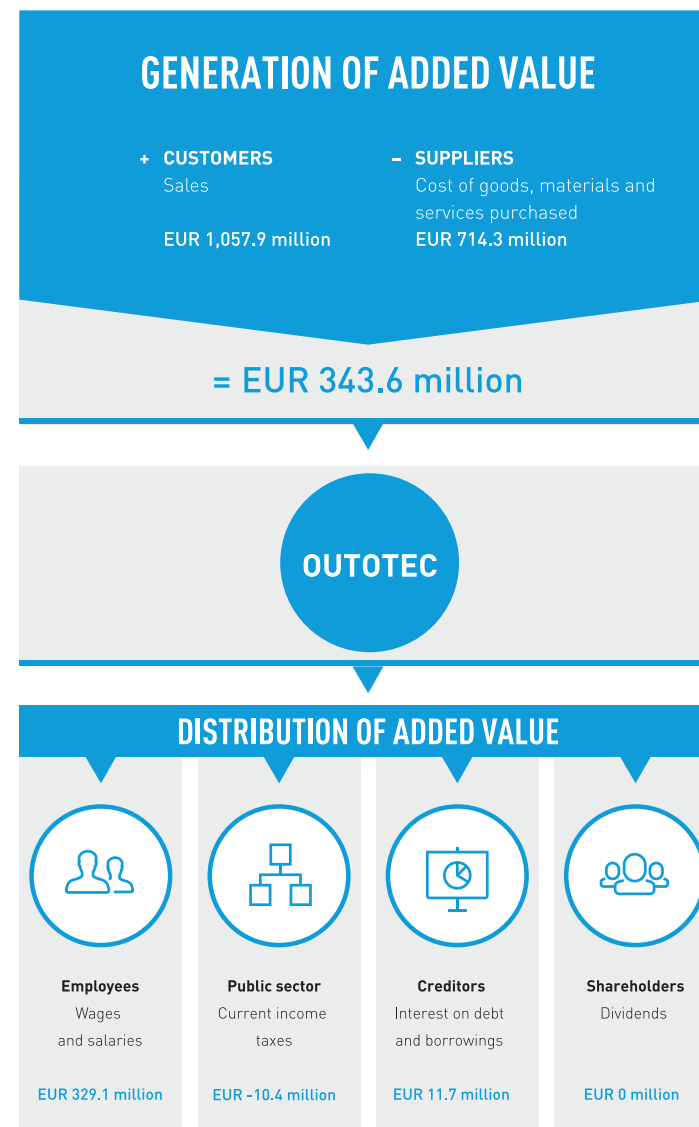 GENERATION OF ADDED VALUE
+ CUSTOMERS
Sales
EUR 1,057.9 million
– SUPPLIERS
Cost of goods, materials and
services purchased
EUR 714.3 million
= EUR 343.6 million
OUTOTEC
DISTRIBUTION OF ADDED VALUE
Employees
Wages
and salaries
EUR 329.1 million
Public sector
Current income
taxes
EUR -10.4 million
Creditors
Interest on debt
and borrowings
EUR 11.7 million
Shareholders
Dividends
EUR 0 million